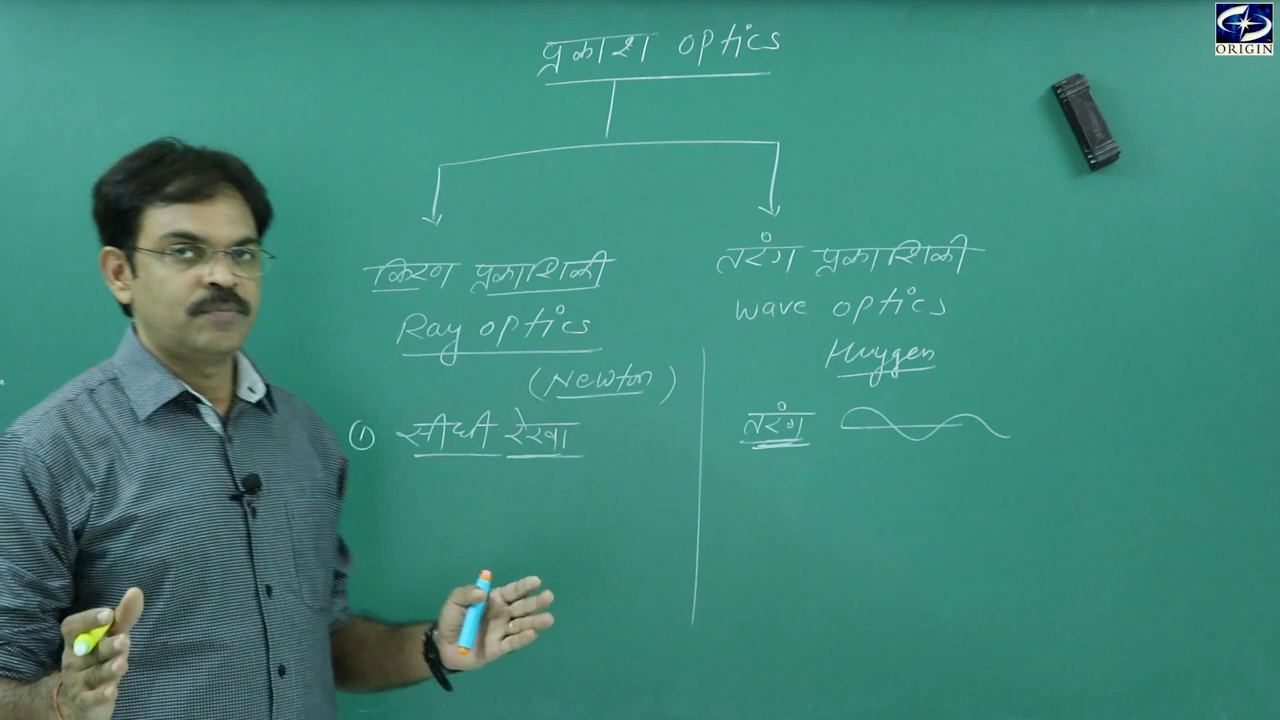 प्रकाश optics
किरण प्रकाशिकी
Ray optics
(Newton)
① सीधी रेखा
तरंग प्रकाशिकी
wave optics
Huygen
तरंग
ORIGIN